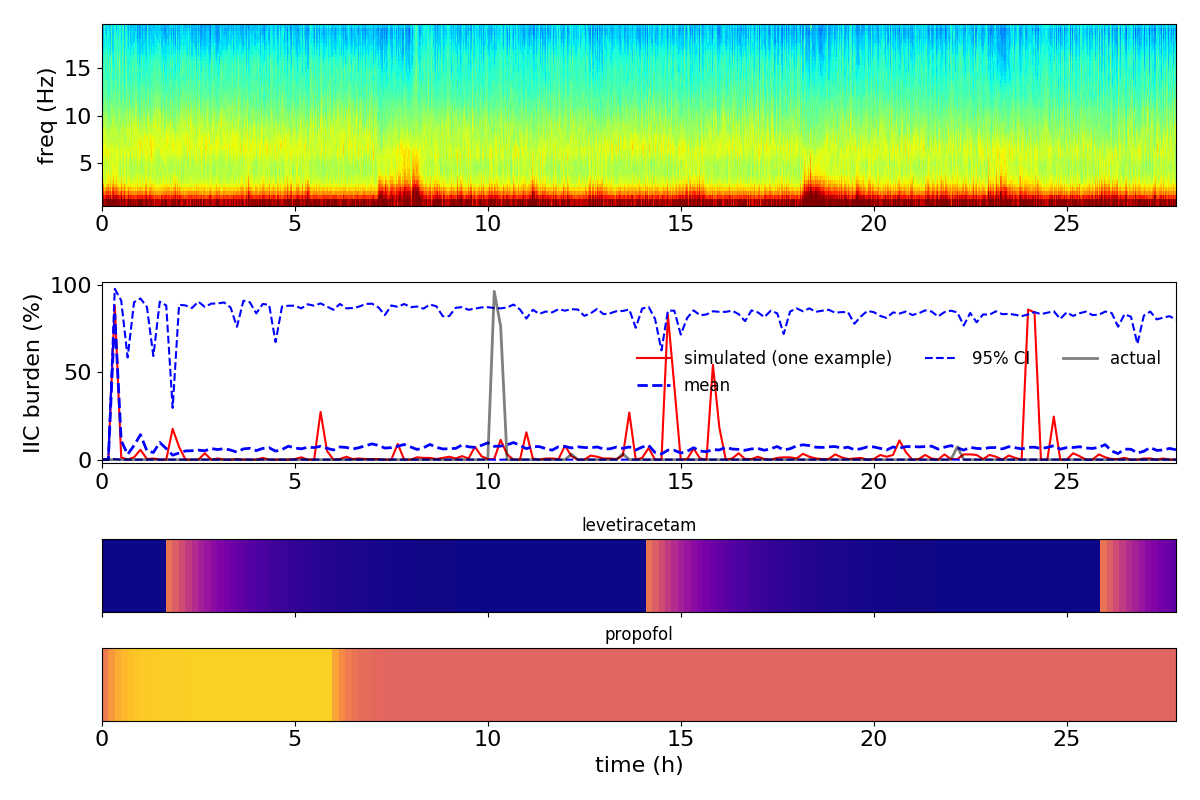 15
10
5
freq (Hz)
0 5 10 15 20 25
100
50
0
IIC burden (%)
simulated (one example) 95% CI actual
mean
0 5 10 15 20 25
levetiracetam
propofol
0 5 10 15 20 25
time (h)